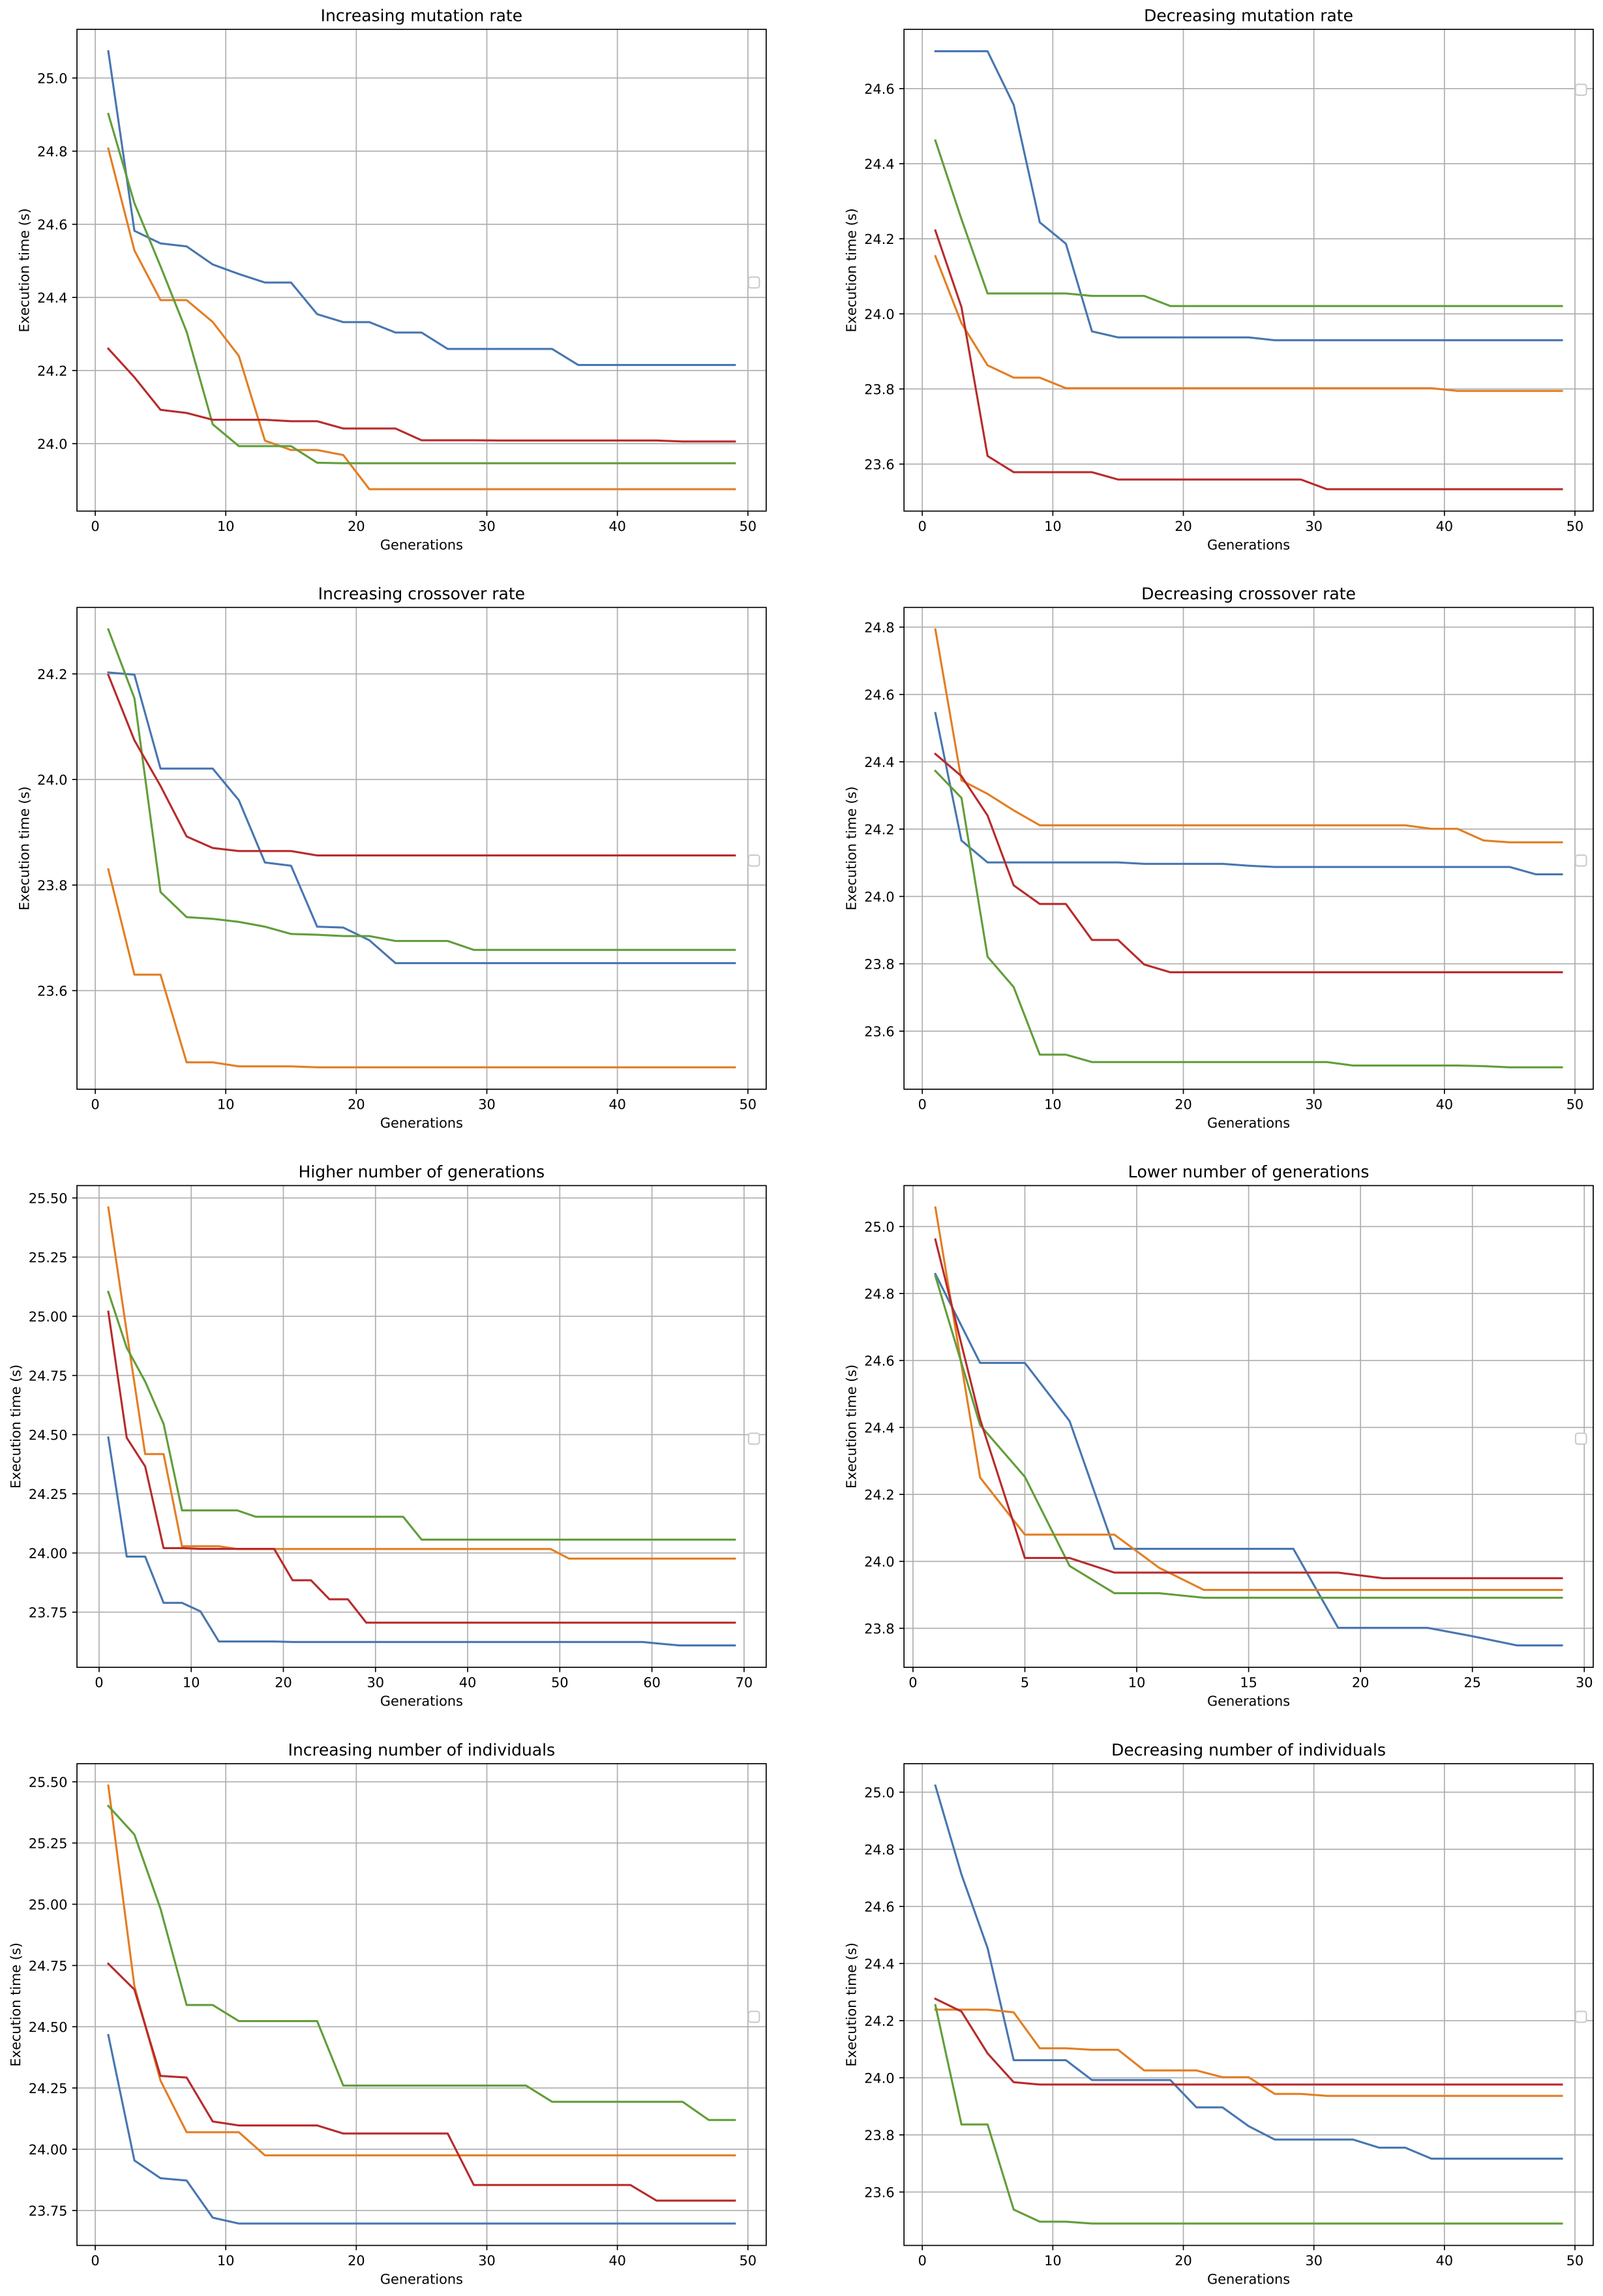 Increasing mutation rate
Execution time (s)
25.0
24.8
24.6
24.4
24.2
24.0
0 10 20 30 40 50
Generations
Decreasing mutation rate
Execution time (s)
24.6
24.4
24.2
24.0
23.8
23.6
0 10 20 30 40 50
Generations
Increasing crossover rate
Execution time (s)
24.2
24.0
23.8
23.6
0 10 20 30 40 50
Generations
Decreasing crossover rate
Execution time (s)
24.8
24.6
24.4
24.2
24.0
23.8
23.6
0 10 20 30 40 50
Generations
Higher number of generations
Execution time (s)
25.50
25.25
25.00
24.75
24.50
24.25
24.00
23.75
0 10 20 30 40 50 60 70
Generations
Lower number of generations
Execution time (s)
25.0
24.8
24.6
24.4
24.2
24.0
23.8
0 5 10 15 20 25 30
Generations
Increasing number of individuals
Execution time (s)
25.50
25.25
25.00
24.75
24.50
24.25
24.00
23.75
0 10 20 30 40 50
Generations
Decreasing number of individuals
Execution time (s)
25.0
24.8
24.6
24.4
24.2
24.0
23.8
23.6
0 10 20 30 40 50
Generations